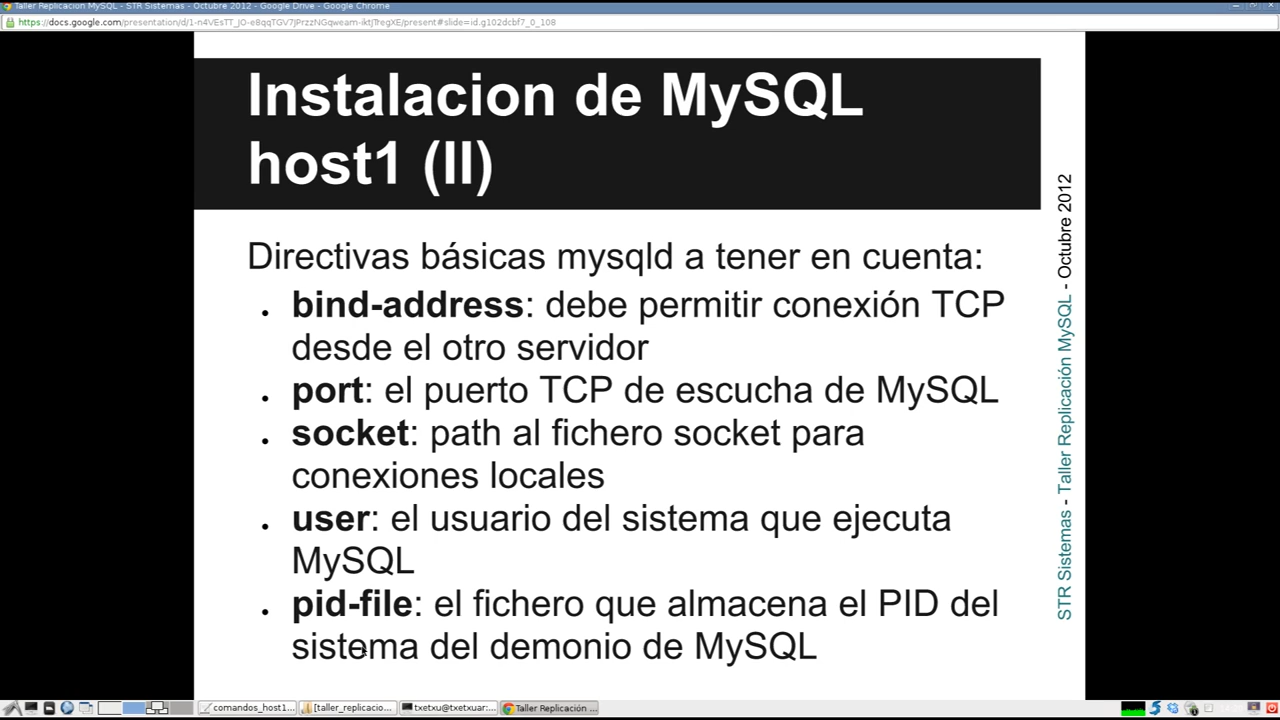 Taller Replicación MySQL - STR Sistemas - Octubre 2012 - Google Drive - Google Chrome
Instalacion de MySQL
host1 (II)
Directivas básicas mysqld a tener en cuenta:
bind-address: debe permitir conexión TCP
desde el otro servidor
port: el puerto TCP de escucha de MySQL
socket: path al fichero socket para
conexiones locales
user: el usuario del sistema que ejecuta
MySQL
pid-file: el fichero que almacena el PID del
sistema del demonio de MySQL
STR Sistemas - Taller Replicación MySQL - Octubre 2012
comandos_host1...
[taller_replicacio...
txetxu@txetxuar:...
Taller Replicación ...